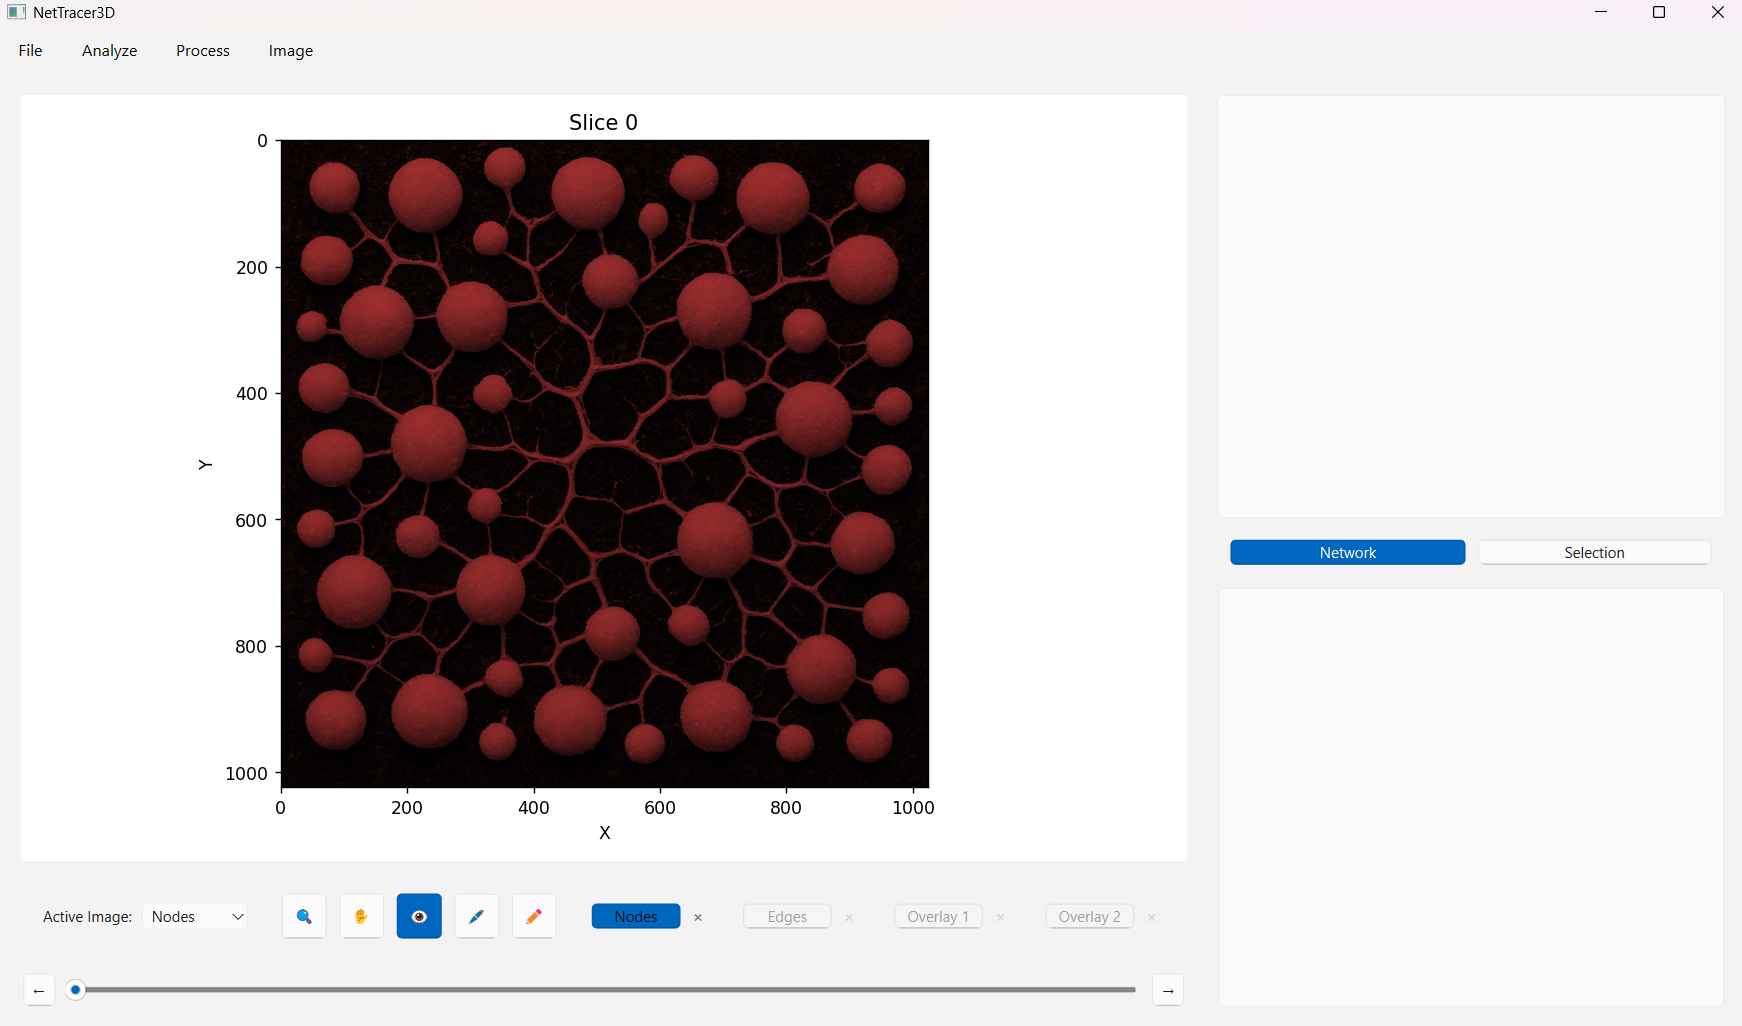 NetTracer3D
File Analyze Process Image
Slice 0
0
200
400
600
800
1000
Y
0 200 400 600 800 1000
X
Network Selection
Active Image: Nodes
Nodes × Edges × Overlay 1 × Overlay 2 ×
← →